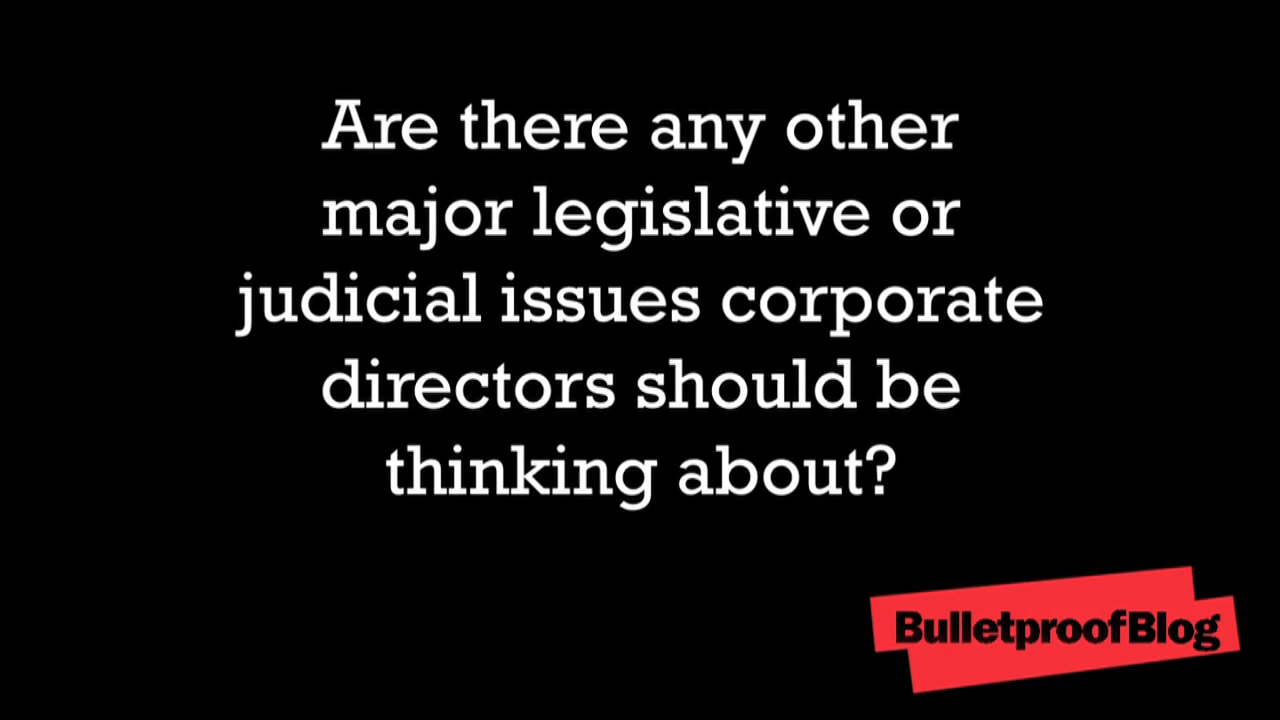 Are there any other
major legislative or
judicial issues corporate
directors should be
thinking about?
BulletproofBlog